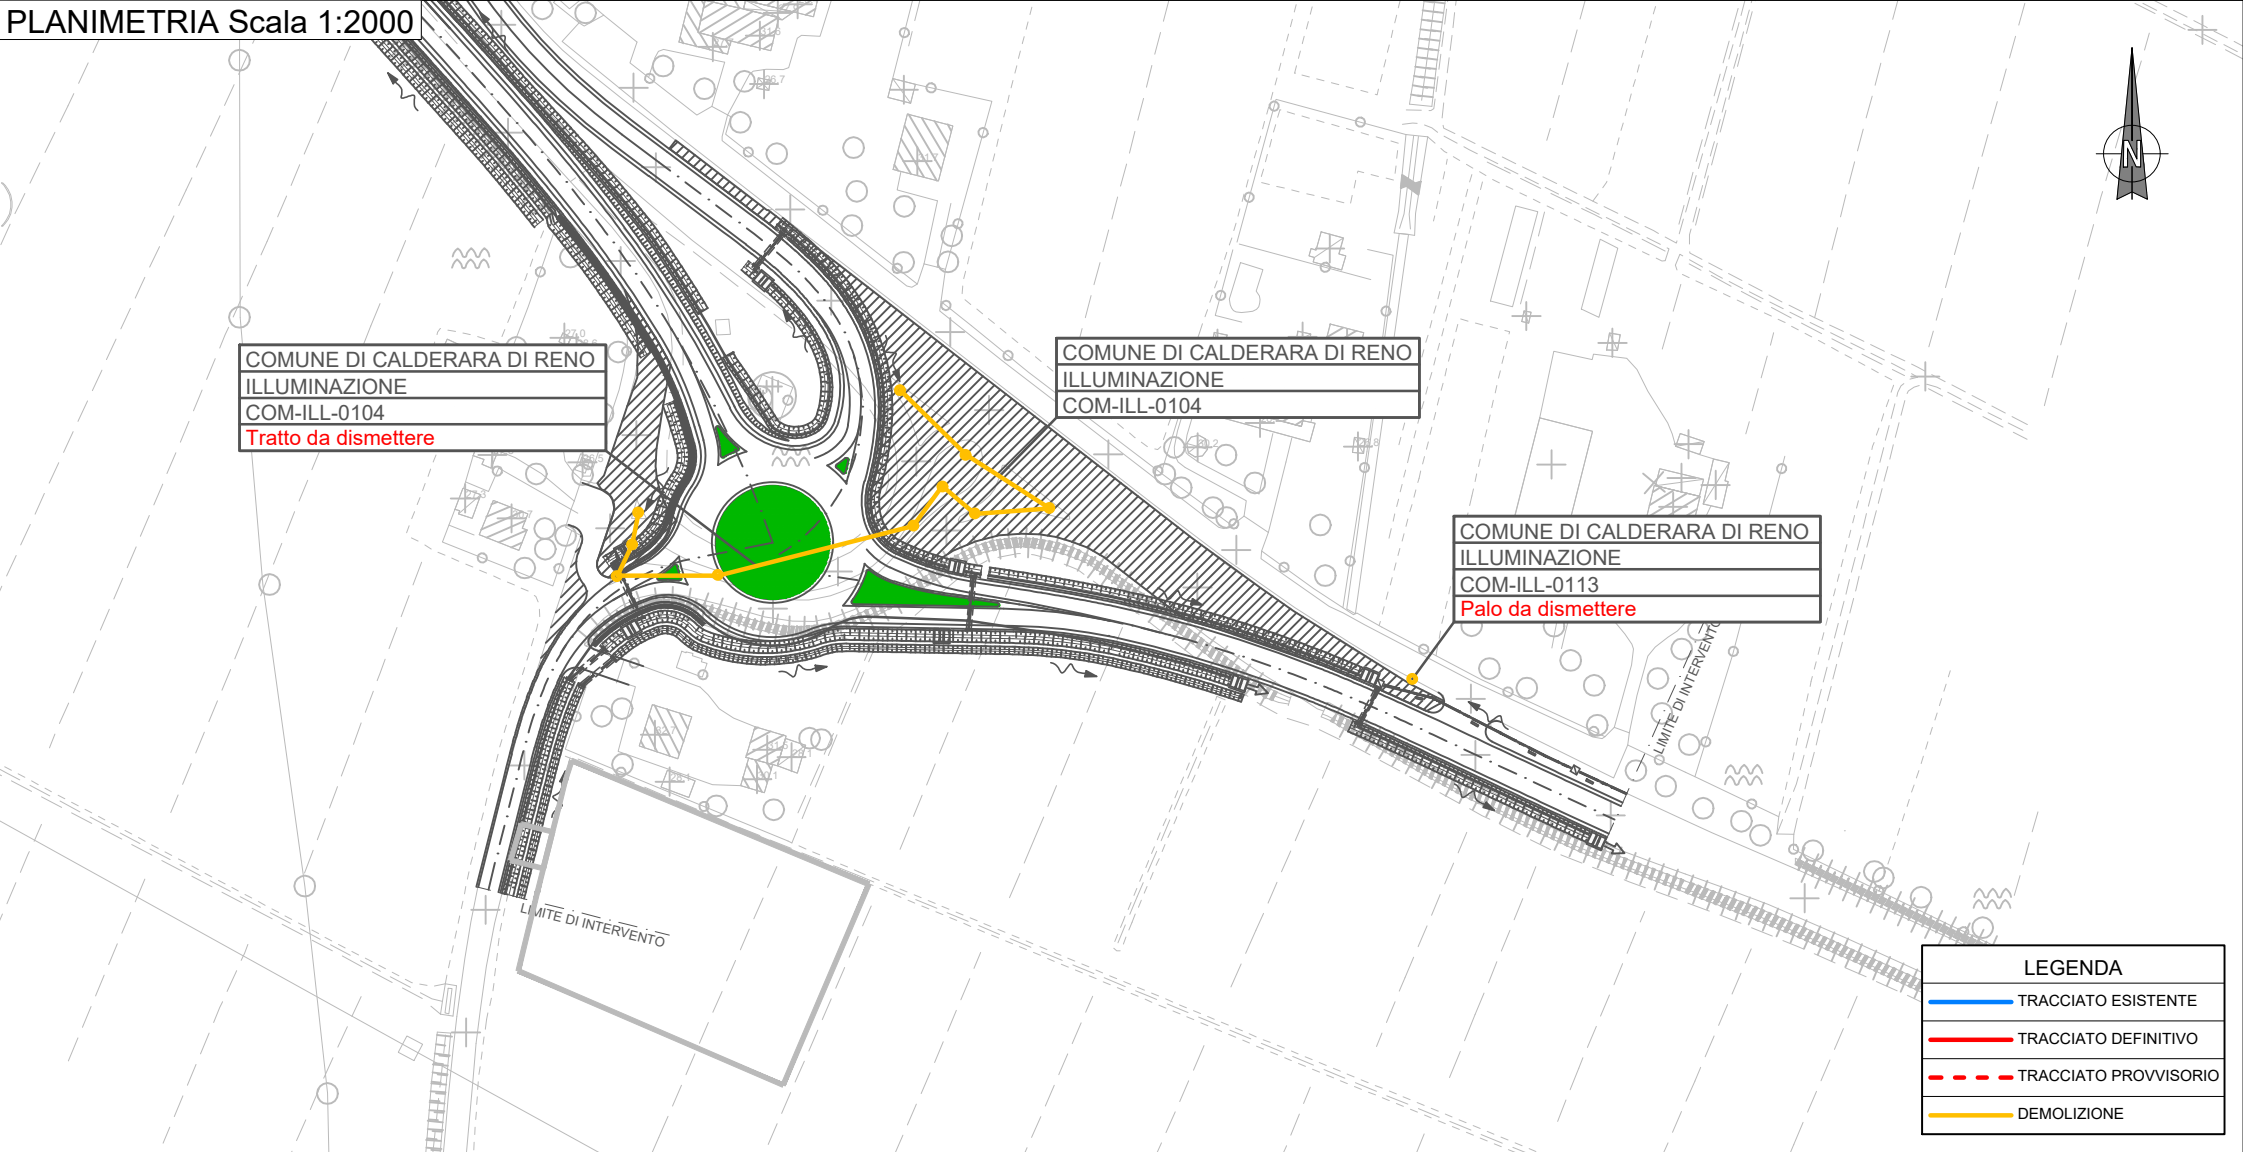 PLANIMETRIA Scala 1:2000
N
COMUNE DI CALDERARA DI RENO
ILLUMINAZIONE
COM-ILL-0104
Tratto da dismettere
COMUNE DI CALDERARA DI RENO
ILLUMINAZIONE
COM-ILL-0104
COMUNE DI CALDERARA DI RENO
ILLUMINAZIONE
COM-ILL-0113
Palo da dismettere
LIMITE DI INTERVENTO
LIMITE DI INTERVENTO
LEGENDA
TRACCIATO ESISTENTE
TRACCIATO DEFINITIVO
TRACCIATO PROVVISORIO
DEMOLIZIONE